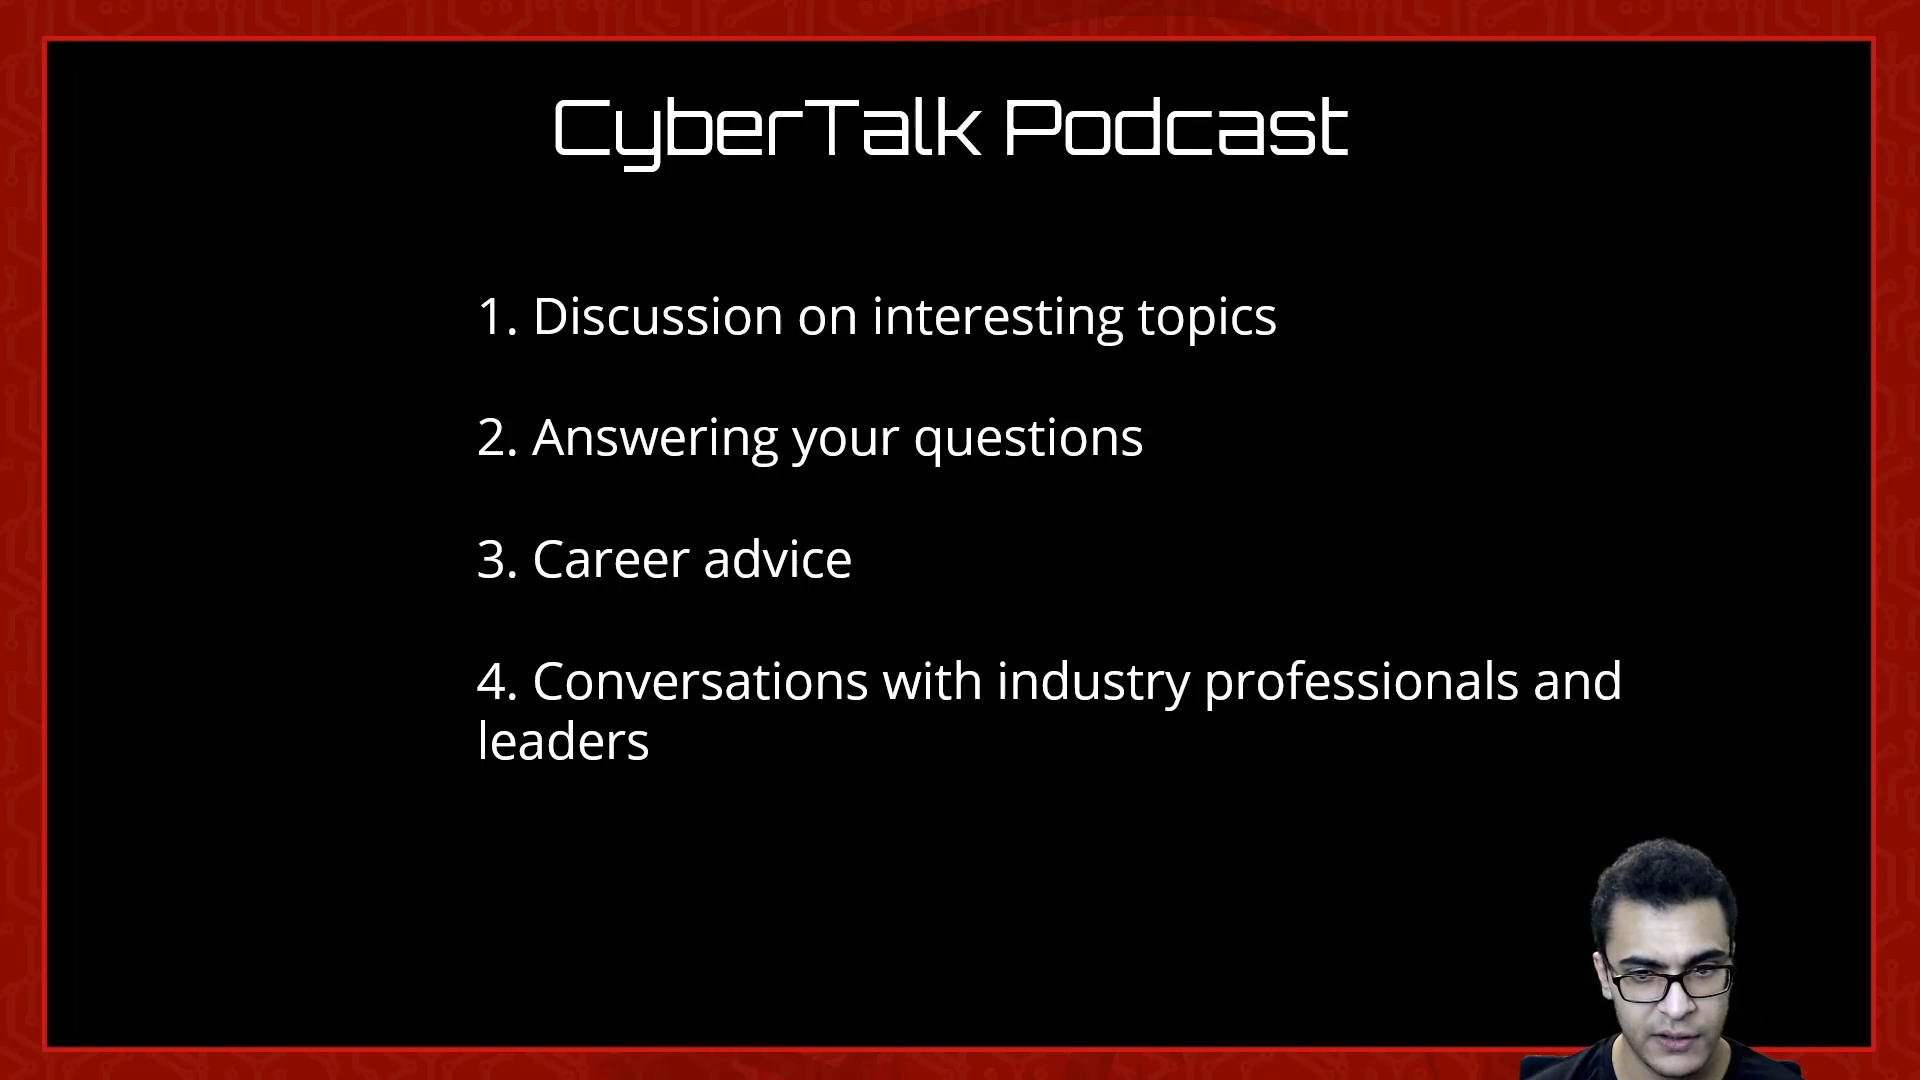 CyberTalk Podcast
1. Discussion on interesting topics
2. Answering your questions
3. Career advice
4. Conversations with industry professionals and
leaders